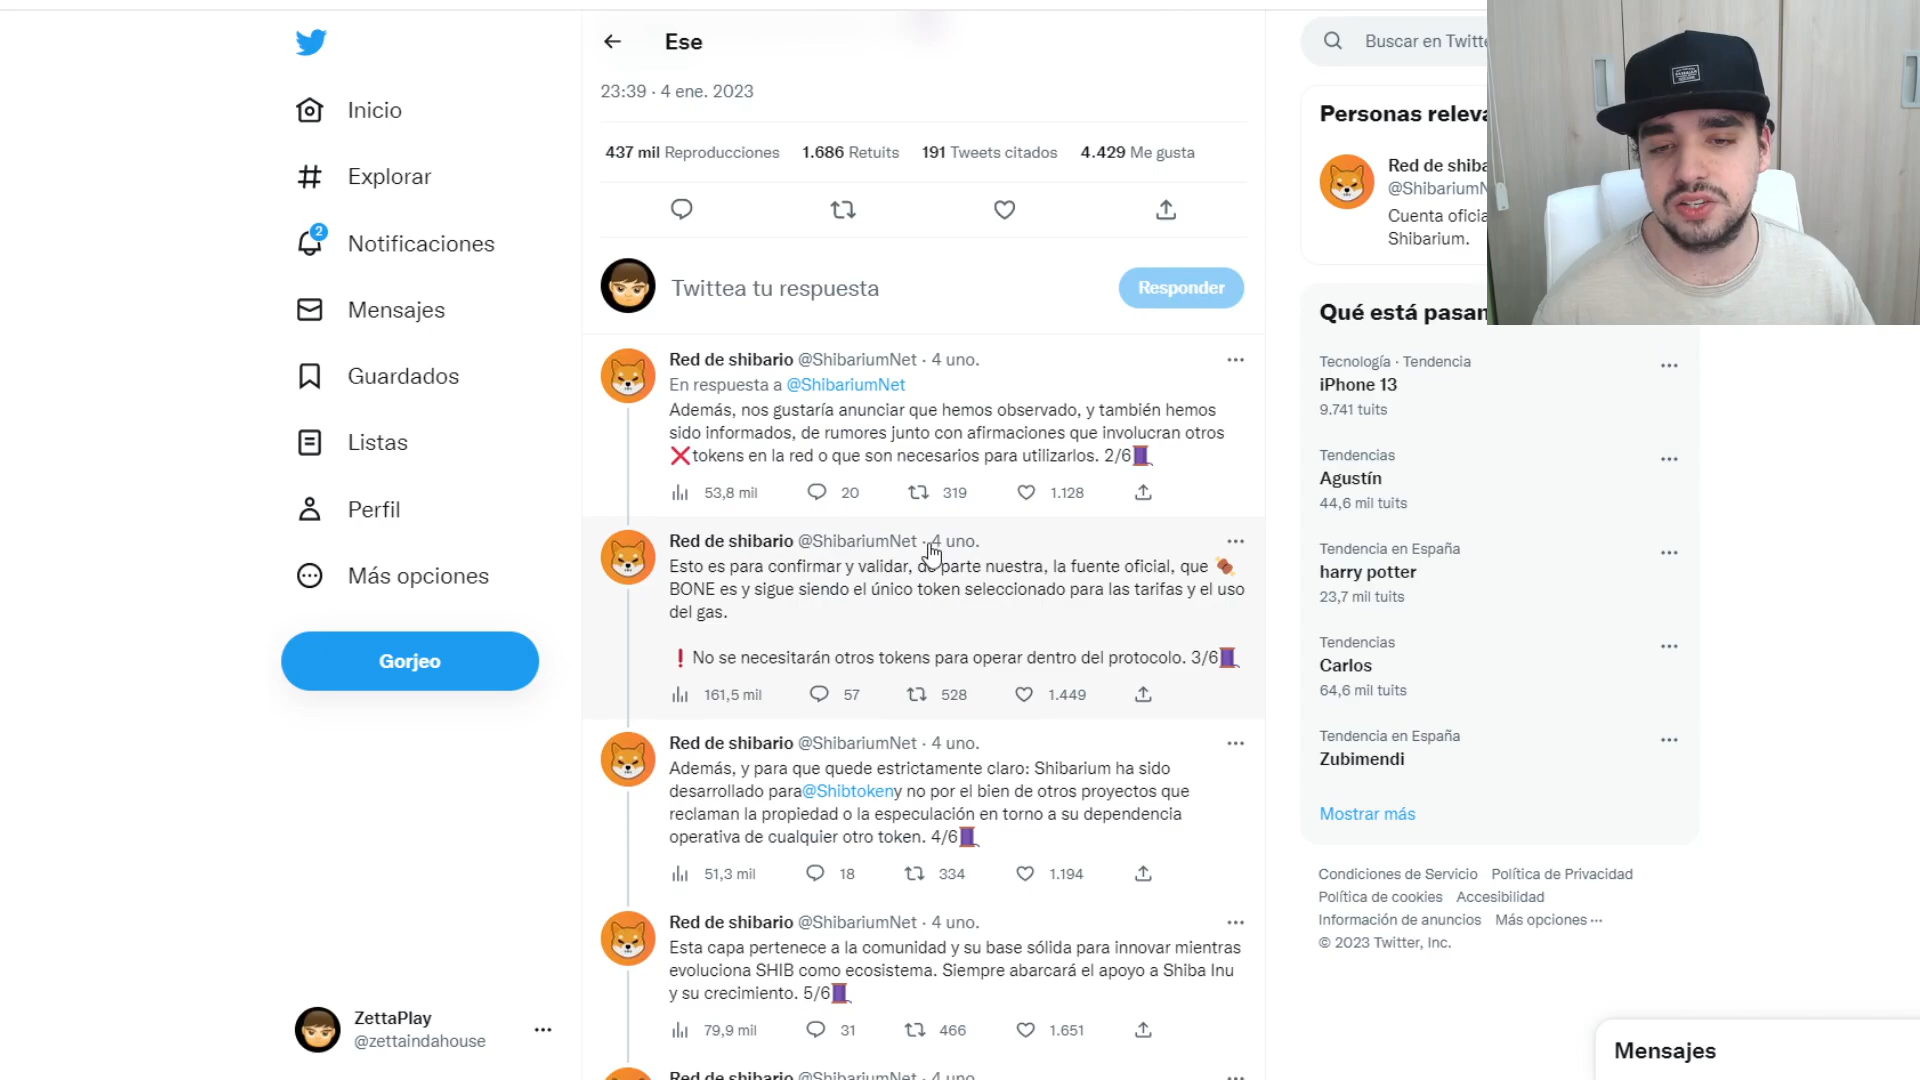 Inicio
Explorar
2
Notificaciones
Mensajes
Guardados
Listas
Perfil
Más opciones
Gorjeo
ZettaPlay
@zettaindahouse
Ese
23:39 · 4 ene. 2023
437 mil Reproducciones 1.686 Retuits 191 Tweets citados 4.429 Me gusta
Twittea tu respuesta
Responder
Red de shibario @ShibariumNet · 4 uno.
En respuesta a @ShibariumNet
Además, nos gustaría anunciar que hemos observado, y también hemos
sido informados, de rumores junto con afirmaciones que involucran otros
❌tokens en la red o que son necesarios para utilizarlos. 2/6🧵
53,8 mil 20 319 1.128
Red de shibario @ShibariumNet · 4 uno.
Esto es para confirmar y validar, de parte nuestra, la fuente oficial, que 🍖
BONE es y sigue siendo el único token seleccionado para las tarifas y el uso
del gas.
❗No se necesitarán otros tokens para operar dentro del protocolo. 3/6🧵
161,5 mil 57 528 1.449
Red de shibario @ShibariumNet · 4 uno.
Además, y para que quede estrictamente claro: Shibarium ha sido
desarrollado para@Shibtokeny no por el bien de otros proyectos que
reclaman la propiedad o la especulación en torno a su dependencia
operativa de cualquier otro token. 4/6🧵
51,3 mil 18 334 1.194
Red de shibario @ShibariumNet · 4 uno.
Esta capa pertenece a la comunidad y su base sólida para innovar mientras
evoluciona SHIB como ecosistema. Siempre abarcará el apoyo a Shiba Inu
y su crecimiento. 5/6🧵
79,9 mil 31 466 1.651
Red de shibario @ShibariumNet · 4 uno.
Buscar en Twitte
Personas releva
Red de shiba
@ShibariumN
Cuenta oficia
Shibarium.
Qué está pasan
Tecnología · Tendencia
iPhone 13
9.741 tuits
Tendencias
Agustín
44,6 mil tuits
Tendencia en España
harry potter
23,7 mil tuits
Tendencias
Carlos
64,6 mil tuits
Tendencia en España
Zubimendi
Mostrar más
Condiciones de Servicio Política de Privacidad
Política de cookies Accesibilidad
Información de anuncios Más opciones ···
© 2023 Twitter, Inc.
Mensajes